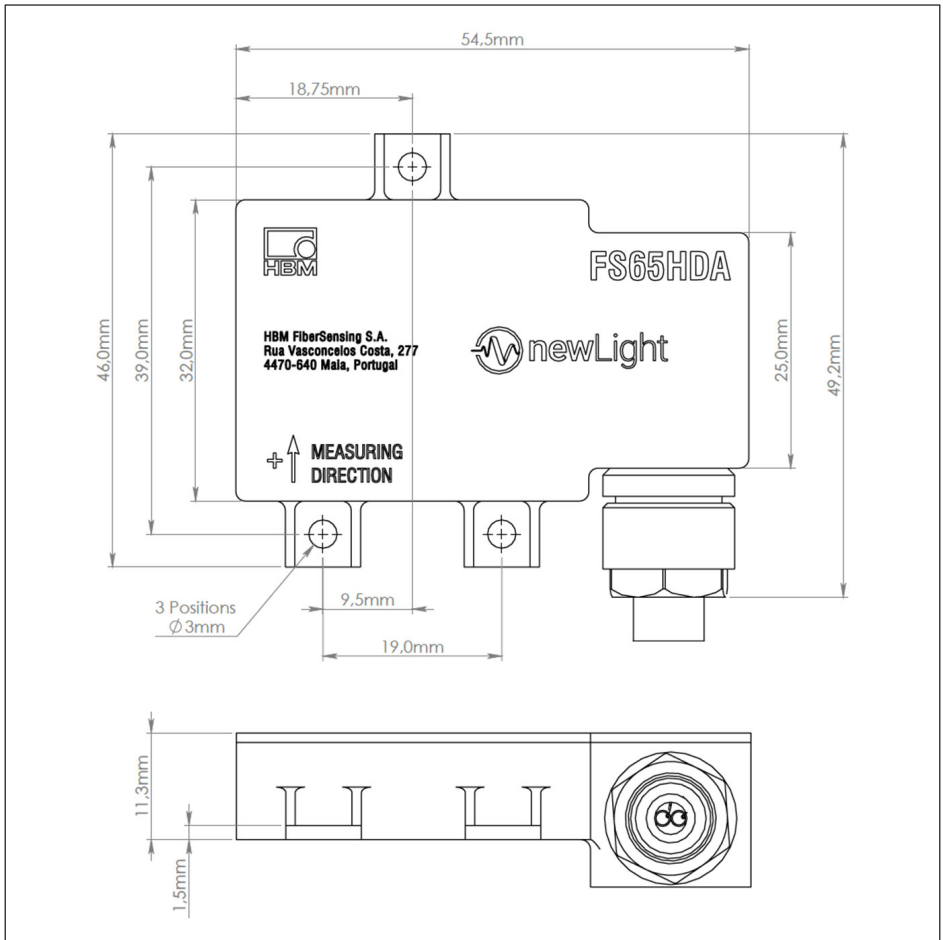 54,5mm
18,75mm
HBM
FS65HDA
HBM FiberSensing S.A.
Rua Vasconcelos Costa, 277
4470-640 Maia, Portugal
newLight
46,0mm
39,0mm
32,0mm
25,0mm
49,2mm
+ MEASURING
DIRECTION
3 Positions
Ø3mm
9,5mm
19,0mm
11,3mm
1,5mm